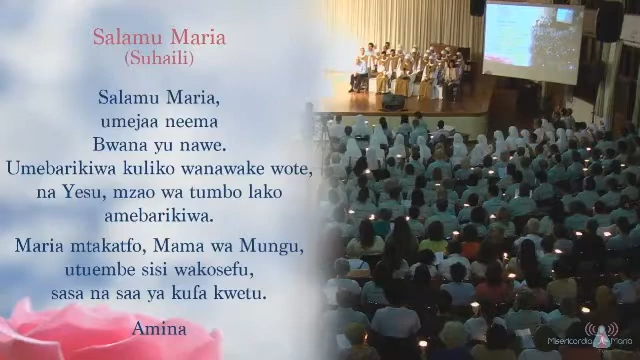 Salamu Maria
(Suhaili)
Salamu Maria,
umejaa neema
Bwana yu nawe.
Umebarikiwa kuliko wanawake wote,
na Yesu, mzao wa tumbo lako
amebarikiwa.
Maria mtakatfo, Mama wa Mungu,
utuembe sisi wakosefu,
sasa na saa ya kufa kwetu.
Amina
Misericordia Maria